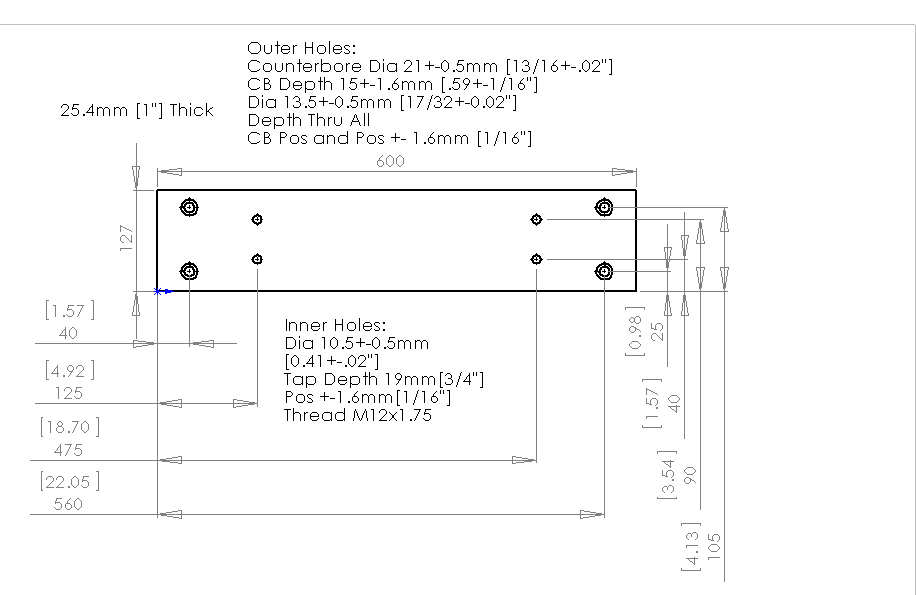 Outer Holes:
Counterbore Dia 21+-0.5mm [13/16+-.02"]
CB Depth 15+-1.6mm [.59+-1/16"]
Dia 13.5+-0.5mm [17/32+-0.02"]
Depth Thru All
CB Pos and Pos +- 1.6mm [1/16"]
25.4mm [1"] Thick
600
127
[1.57]
40
[4.92]
125
[18.70]
475
[22.05]
560
Inner Holes:
Dia 10.5+-0.5mm
[0.41+-.02"]
Tap Depth 19mm[3/4"]
Pos +-1.6mm[1/16"]
Thread M12x1.75
[0.98]
25
[1.57]
40
[3.54]
90
[4.13]
105